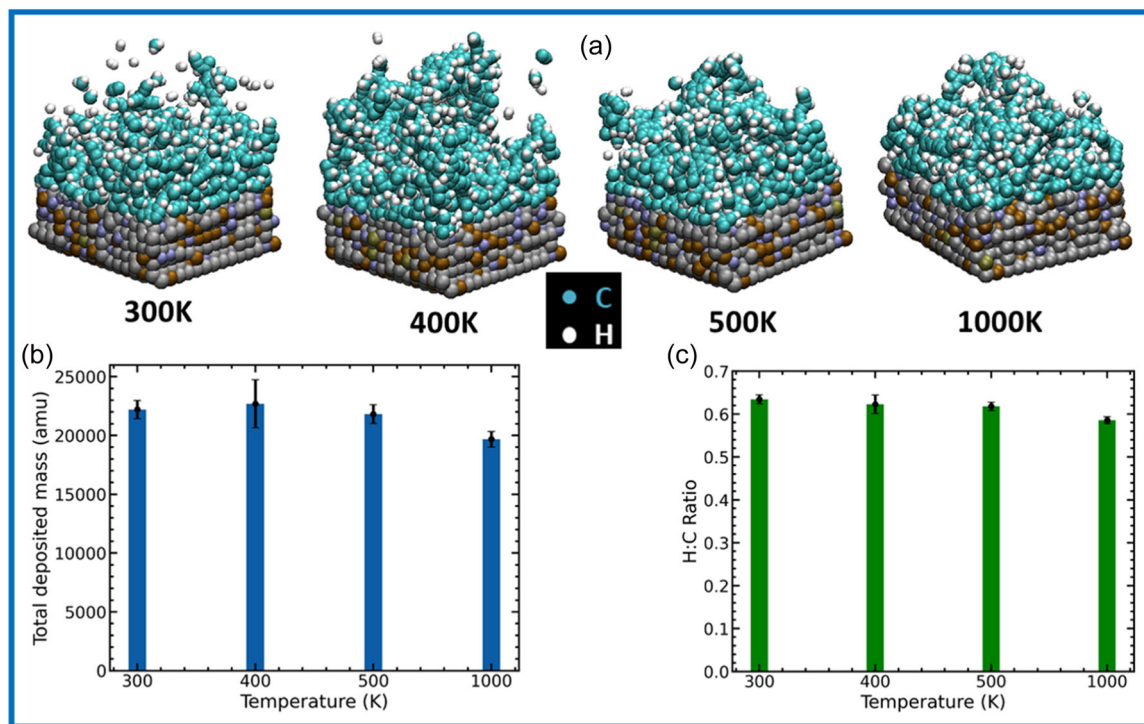 (a)
300K
400K
500K
1000K
C
H
(b)
Total deposited mass (amu)
25000
20000
15000
10000
5000
0
300
400
500
1000
Temperature (K)
(c)
H:C Ratio
0.7
0.6
0.5
0.4
0.3
0.2
0.1
0.0
300
400
500
1000
Temperature (K)